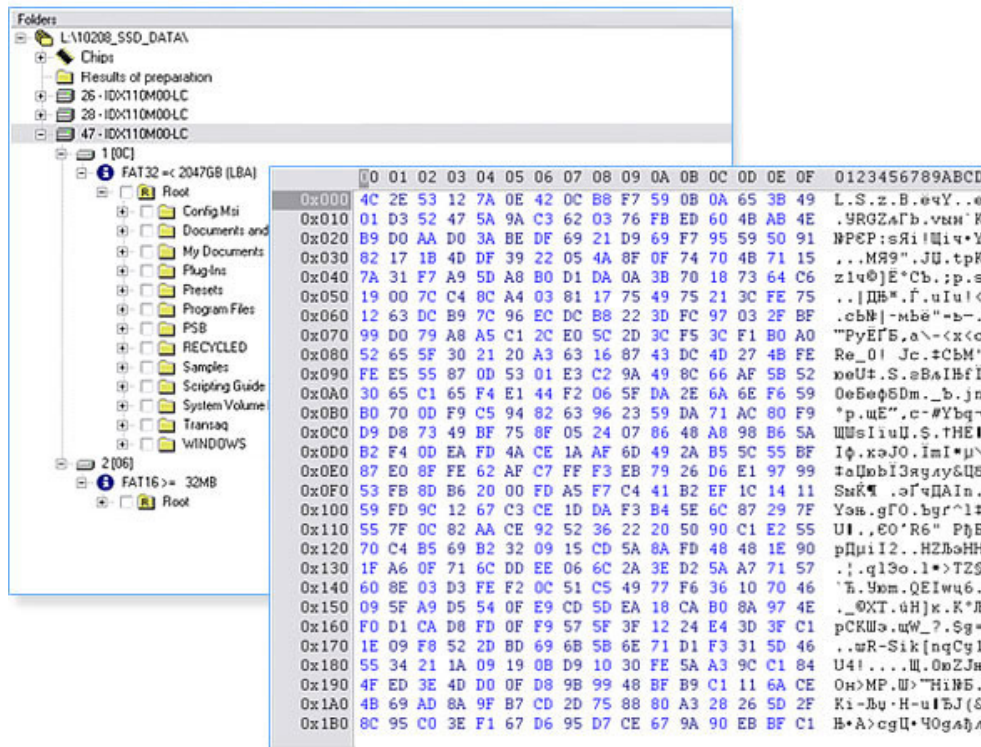 Folders
L:\10208_SSD_DATA\
Chips
Results of preparation
26 - IDX110M00-LC
28 - IDX110M00-LC
47 - IDX110M00-LC
1 [0C]
FAT32 =< 2047GB (LBA)
Root
Config.Msi
Documents and
My Documents
Plug-Ins
Presets
Program Files
PSB
RECYCLED
Samples
Scripting Guide
System Volume
Transaq
WINDOWS
2 [06]
FAT16 >= 32MB
Root
00 01 02 03 04 05 06 07 08 09 0A 0B 0C 0D 0E 0F 0123456789ABCD
0x000 4C 2E 53 12 7A 0E 42 0C B8 F7 59 0B 0A 65 3B 49
0x010 01 D3 52 47 5A 9A C3 62 03 76 FB ED 60 4B AB 4E
0x020 B9 D0 AA D0 3A BE DF 69 21 D9 69 F7 95 59 50 91
0x030 82 17 1B 4D DF 39 22 05 4A 8F 0F 74 70 4B 71 15
0x040 7A 31 F7 A9 5D A8 B0 D1 DA 0A 3B 70 18 73 64 C6
0x050 19 00 7C C4 8C A4 03 81 17 75 49 75 21 3C FE 75
0x060 12 63 DC B9 7C 96 EC DC B8 22 3D FC 97 03 2F BF
0x070 99 D0 79 A8 A5 C1 2C E0 5C 2D 3C F5 3C F1 B0 A0
0x080 52 65 5F 30 21 20 A3 63 16 87 43 DC 4D 27 4B FE
0x090 FE E5 55 87 0D 53 01 E3 C2 9A 49 8C 66 AF 5B 52
0x0A0 30 65 C1 65 F4 E1 44 F2 06 5F DA 2E 6A 6E F6 59
0x0B0 B0 70 0D F9 C5 94 82 63 96 23 59 DA 71 AC 80 F9
0x0C0 D9 D8 73 49 BF 75 8F 05 24 07 86 48 A8 98 B6 5A
0x0D0 B2 F4 0D EA FD 4A CE 1A AF 6D 49 2A B5 5C 55 BF
0x0E0 87 E0 8F FE 62 AF C7 FF F3 EB 79 26 D6 E1 97 99
0x0F0 53 FB 8D B6 20 00 FD A5 F7 C4 41 B2 EF 1C 14 11
0x100 59 FD 9C 12 67 C3 CE 1D DA F3 B4 5E 6C 87 29 7F
0x110 55 7F 0C 82 AA CE 92 52 36 22 20 50 90 C1 E2 55
0x120 70 C4 B5 69 B2 32 09 15 CD 5A 8A FD 48 48 1E 90
0x130 1F A6 0F 71 6C DD EE 06 6C 2A 3E D2 5A A7 71 57
0x140 60 8E 03 D3 FE F2 0C 51 C5 49 77 F6 36 10 70 46
0x150 09 5F A9 D5 54 0F E9 CD 5D EA 18 CA B0 8A 97 4E
0x160 F0 D1 CA D8 FD 0F F9 57 5F 3F 12 24 E4 3D 3F C1
0x170 1E 09 F8 52 2D BD 69 6B 5B 6E 71 D1 F3 31 5D 46
0x180 55 34 21 1A 09 19 0B D9 10 30 FE 5A A3 9C C1 84
0x190 4F ED 3E 4D D0 0F D8 9B 99 48 BF B9 C1 11 6A CE
0x1A0 4B 69 AD 8A 9F B7 CD 2D 75 88 80 A3 28 26 5D 2F
0x1B0 8C 95 C0 3E F1 67 D6 95 D7 CE 67 9A 90 EB BF C1